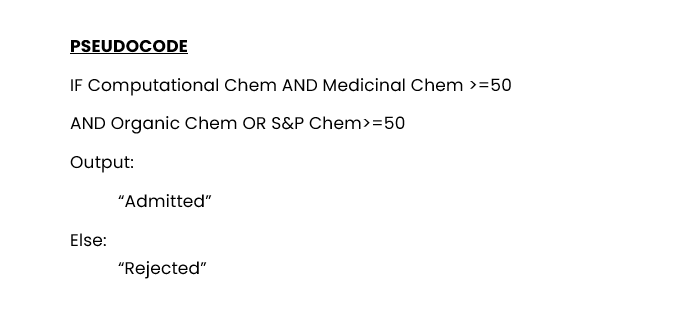 PSEUDOCODE
IF Computational Chem AND Medicinal Chem >=50
AND Organic Chem OR S&P Chem>=50
Output:
“Admitted”
Else:
“Rejected”